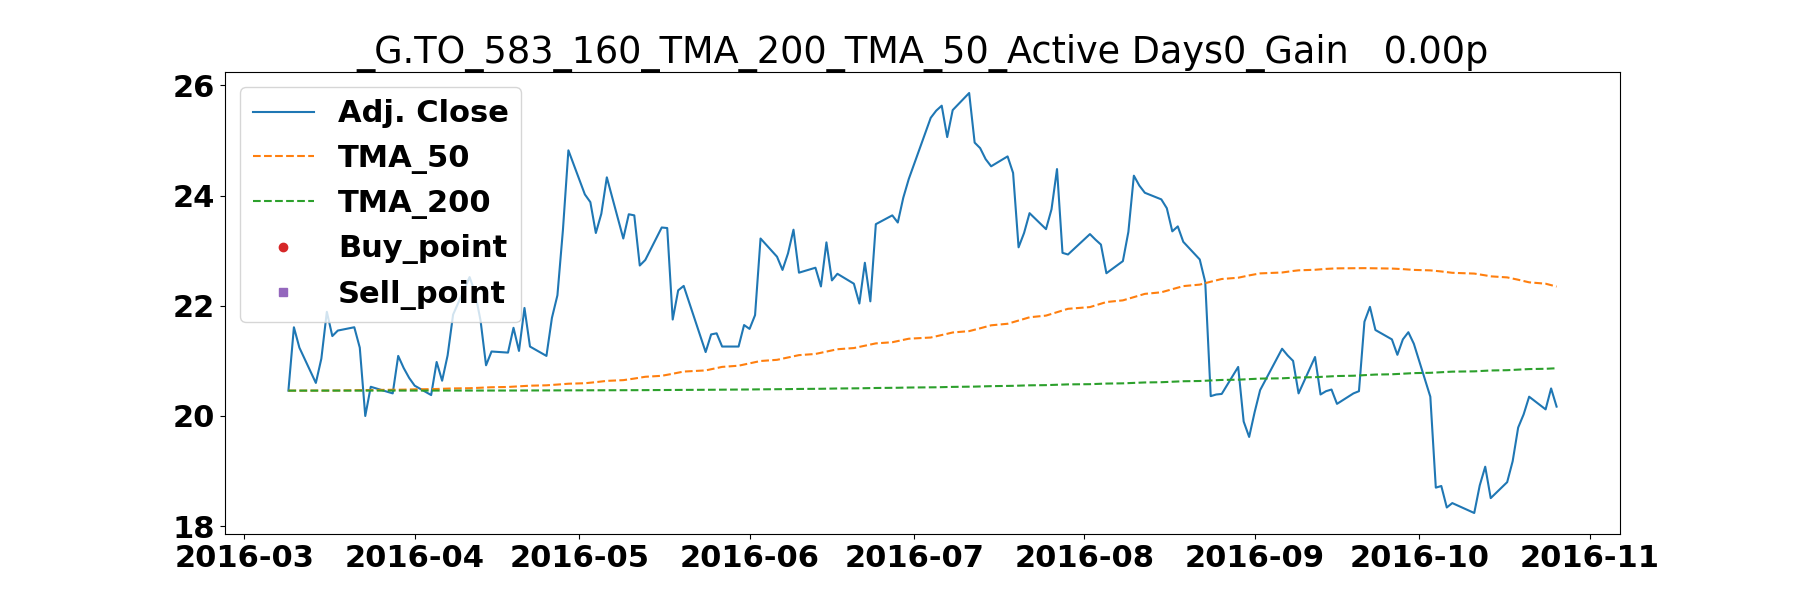 _G.TO_583_160_TMA_200_TMA_50_Active Days0_Gain   0.00p
26
24
22
20
18
Adj. Close
TMA_50
TMA_200
Buy_point
Sell_point
2016-03 2016-04 2016-05 2016-06 2016-07 2016-08 2016-09 2016-10 2016-11